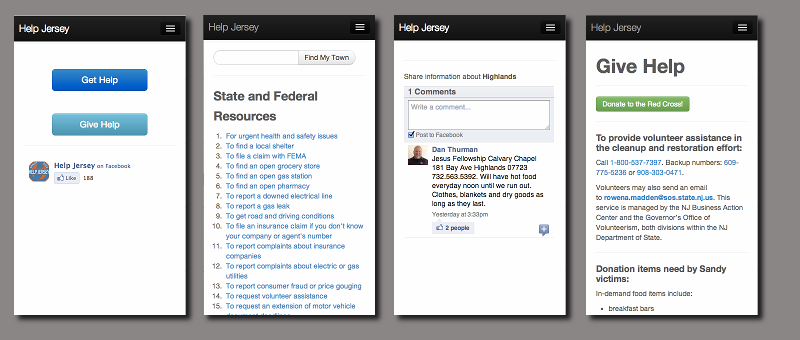 Help Jersey
Get Help
Give Help
Help Jersey on Facebook
Like 188
Help Jersey
Find My Town
State and Federal
Resources
1. For urgent health and safety issues
2. To find a local shelter
3. To file a claim with FEMA
4. To find an open grocery store
5. To find an open gas station
6. To find an open pharmacy
7. To report a downed electrical line
8. To report a gas leak
9. To get road and driving conditions
10. To file an insurance claim if you don't know
your company or agent's number
11. To report complaints about insurance
companies
12. To report complaints about electric or gas
utilities
13. To report consumer fraud or price gouging
14. To request volunteer assistance
15. To request an extension of motor vehicle
document deadlines
Help Jersey
Share information about Highlands
1 Comments
Write a comment...
Post to Facebook
Dan Thurman
Jesus Fellowship Calvary Chapel
181 Bay Ave Highlands 07723
732.563.5392. Will have hot food
everyday noon until we run out.
Clothes, blankets and dry goods as
long as they last.
Yesterday at 3:33pm
2 people
Help Jersey
Give Help
Donate to the Red Cross!
To provide volunteer assistance in
the cleanup and restoration effort:
Call 1-800-537-7397. Backup numbers: 609-
775-5236 or 908-303-0471.
Volunteers may also send an email
to rowena.madden@sos.state.nj.us. This
service is managed by the NJ Business Action
Center and the Governor's Office of
Volunteerism, both divisions within the NJ
Department of State.
Donation items need by Sandy
victims:
In-demand food items include:
• breakfast bars